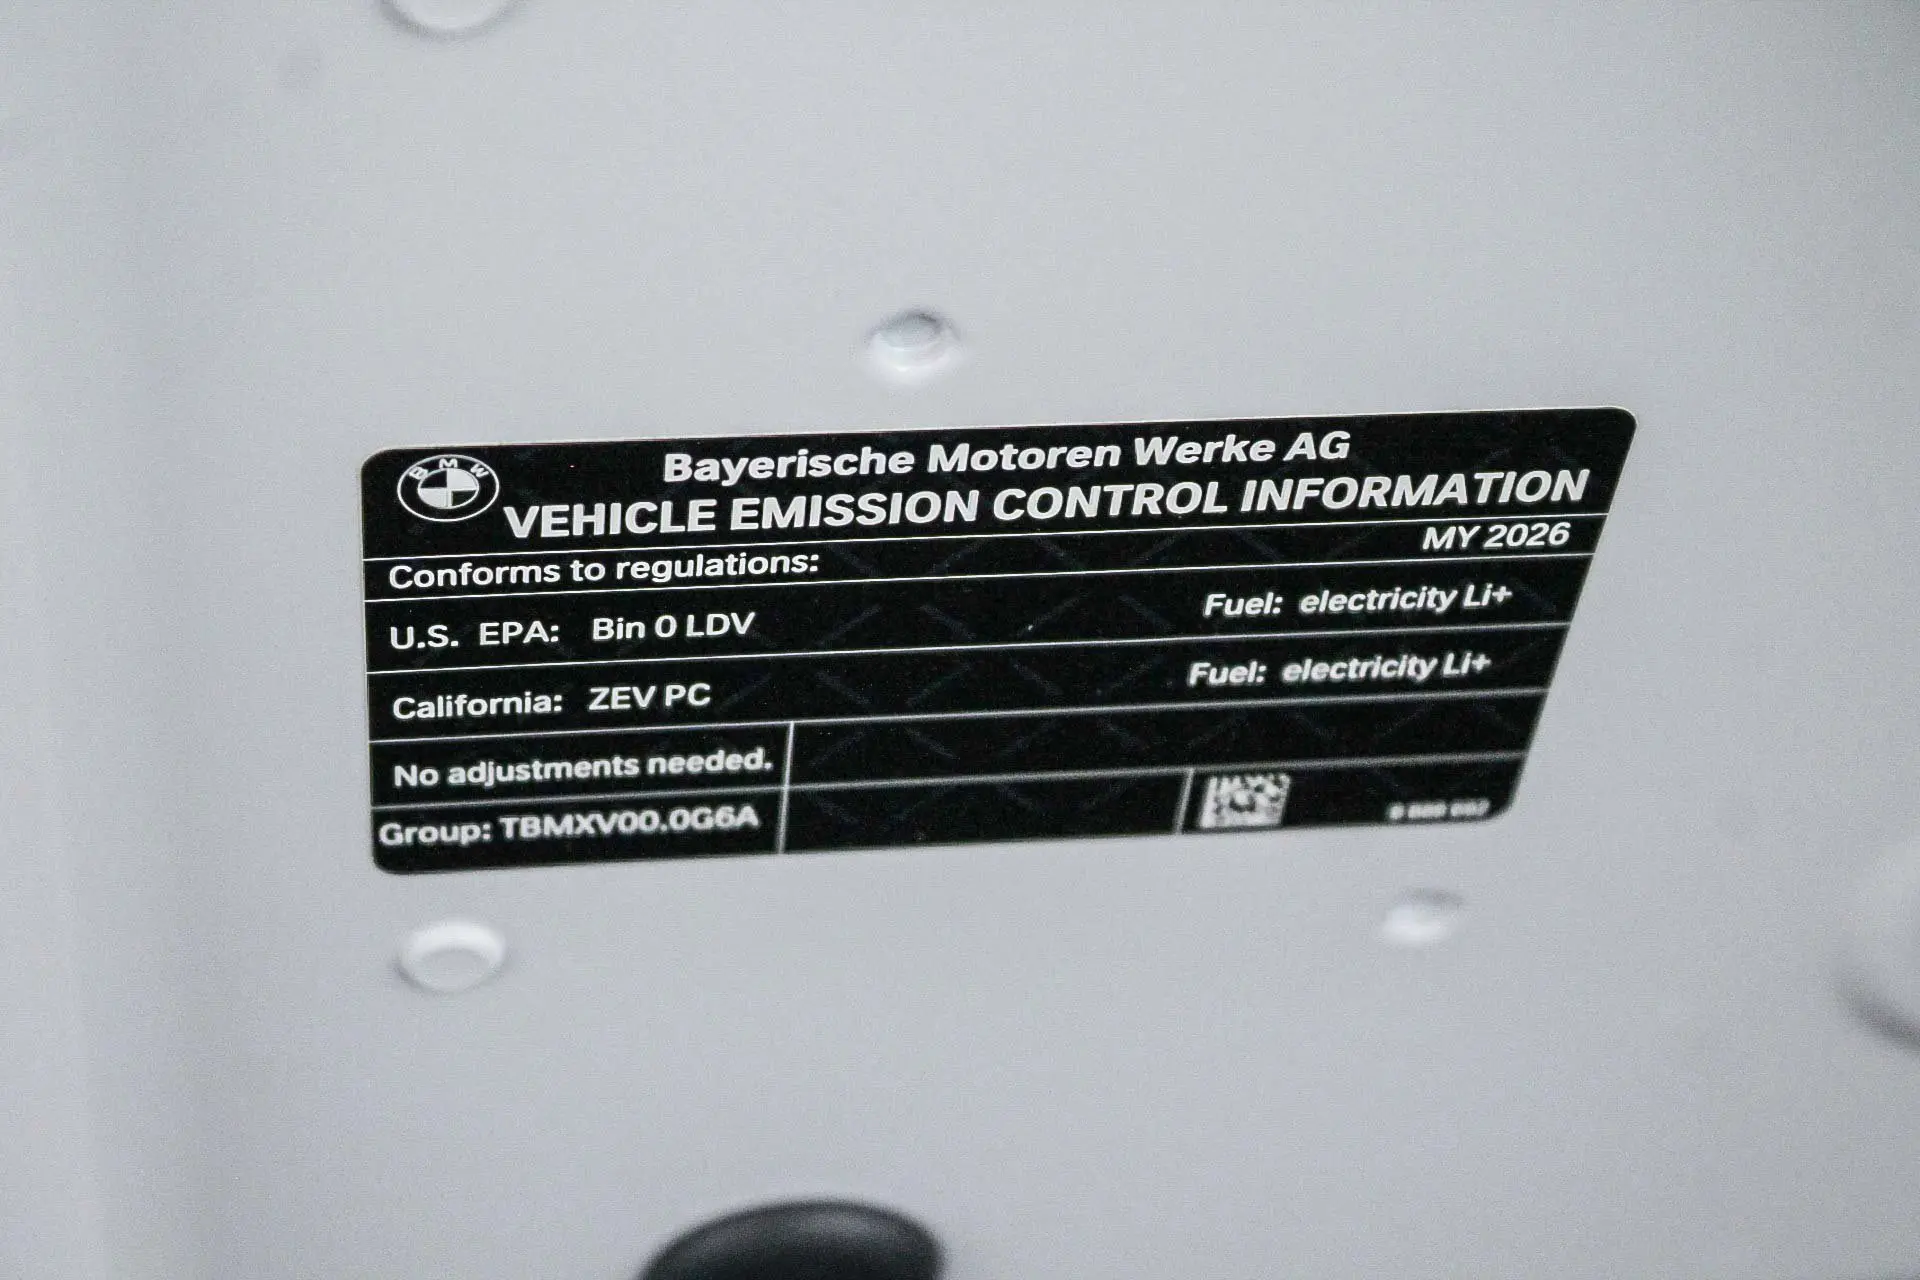 BMW
Bayerische Motoren Werke AG
VEHICLE EMISSION CONTROL INFORMATION
MY 2026
Conforms to regulations:
U.S. EPA: Bin 0 LDV Fuel: electricity Li+
California: ZEV PC Fuel: electricity Li+
No adjustments needed.
Group: TBMXV00.0G6A